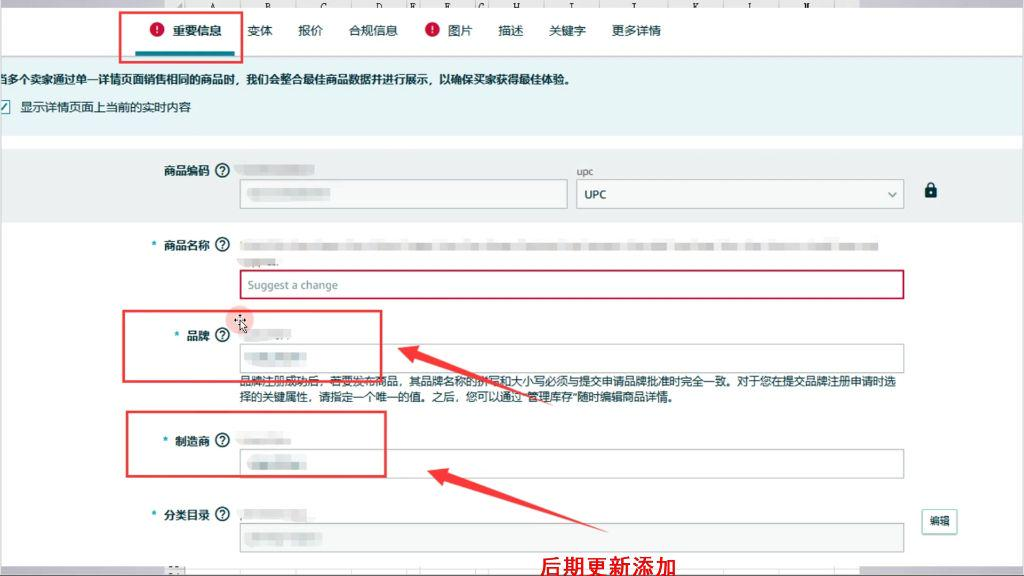 A B C D E F G H I J K L M
重要信息 变体 报价 合规信息 图片 描述 关键字 更多详情
当多个卖家通过单一详情页面销售相同的商品时，我们会整合最佳商品数据并进行展示，以确保买家获得最佳体验。
显示详情页面上当前的实时内容
商品编码
upc
UPC
* 商品名称
Suggest a change
* 品牌
品牌注册成功后，若要发布商品，其品牌名称的拼写和大小写必须与提交申请品牌批准时完全一致。对于您在提交品牌注册申请时选
择的关键属性，请指定一个唯一的值。之后，您可以通过"管理库存"随时编辑商品详情。
* 制造商
* 分类目录
编辑
后期更新添加